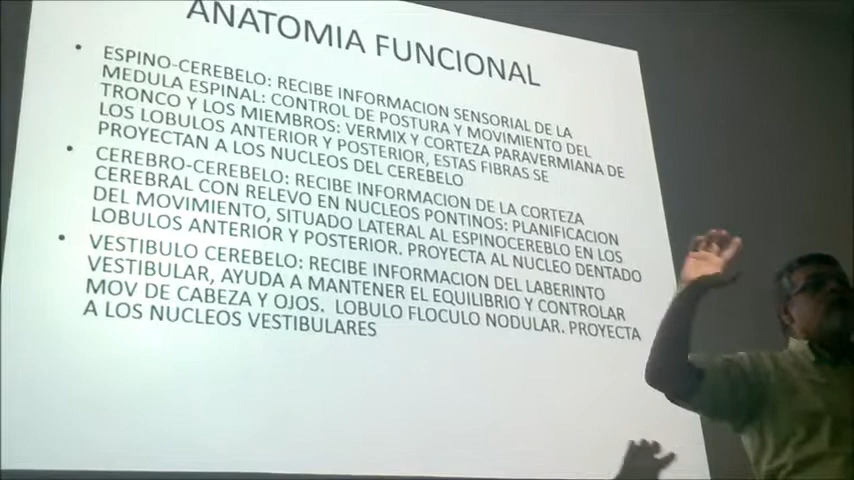 ANATOMIA FUNCIONAL
• ESPINO-CEREBELO: RECIBE INFORMACION SENSORIAL DE LA
MEDULA ESPINAL: CONTROL DE POSTURA Y MOVIMIENTO DEL
TRONCO Y LOS MIEMBROS: VERMIX Y CORTEZA PARAVERMIANA DE
LOS LOBULOS ANTERIOR Y POSTERIOR, ESTAS FIBRAS SE
PROYECTAN A LOS NUCLEOS DEL CEREBELO.
• CEREBRO-CEREBELO: RECIBE INFORMACION DE LA CORTEZA
CEREBRAL CON RELEVO EN NUCLEOS PONTINOS: PLANIFICACION
DEL MOVIMIENTO, SITUADO LATERAL AL ESPINOCEREBLO EN LOS
LOBULOS ANTERIOR Y POSTERIOR. PROYECTA AL NUCLEO DENTADO
• VESTIBULO CEREBELO: RECIBE INFORMACION DEL LABERINTO
VESTIBULAR, AYUDA A MANTENER EL EQUILIBRIO Y CONTROLAR
MOV DE CABEZA Y OJOS. LOBULO FLOCULO NODULAR. PROYECTA
A LOS NUCLEOS VESTIBULARES